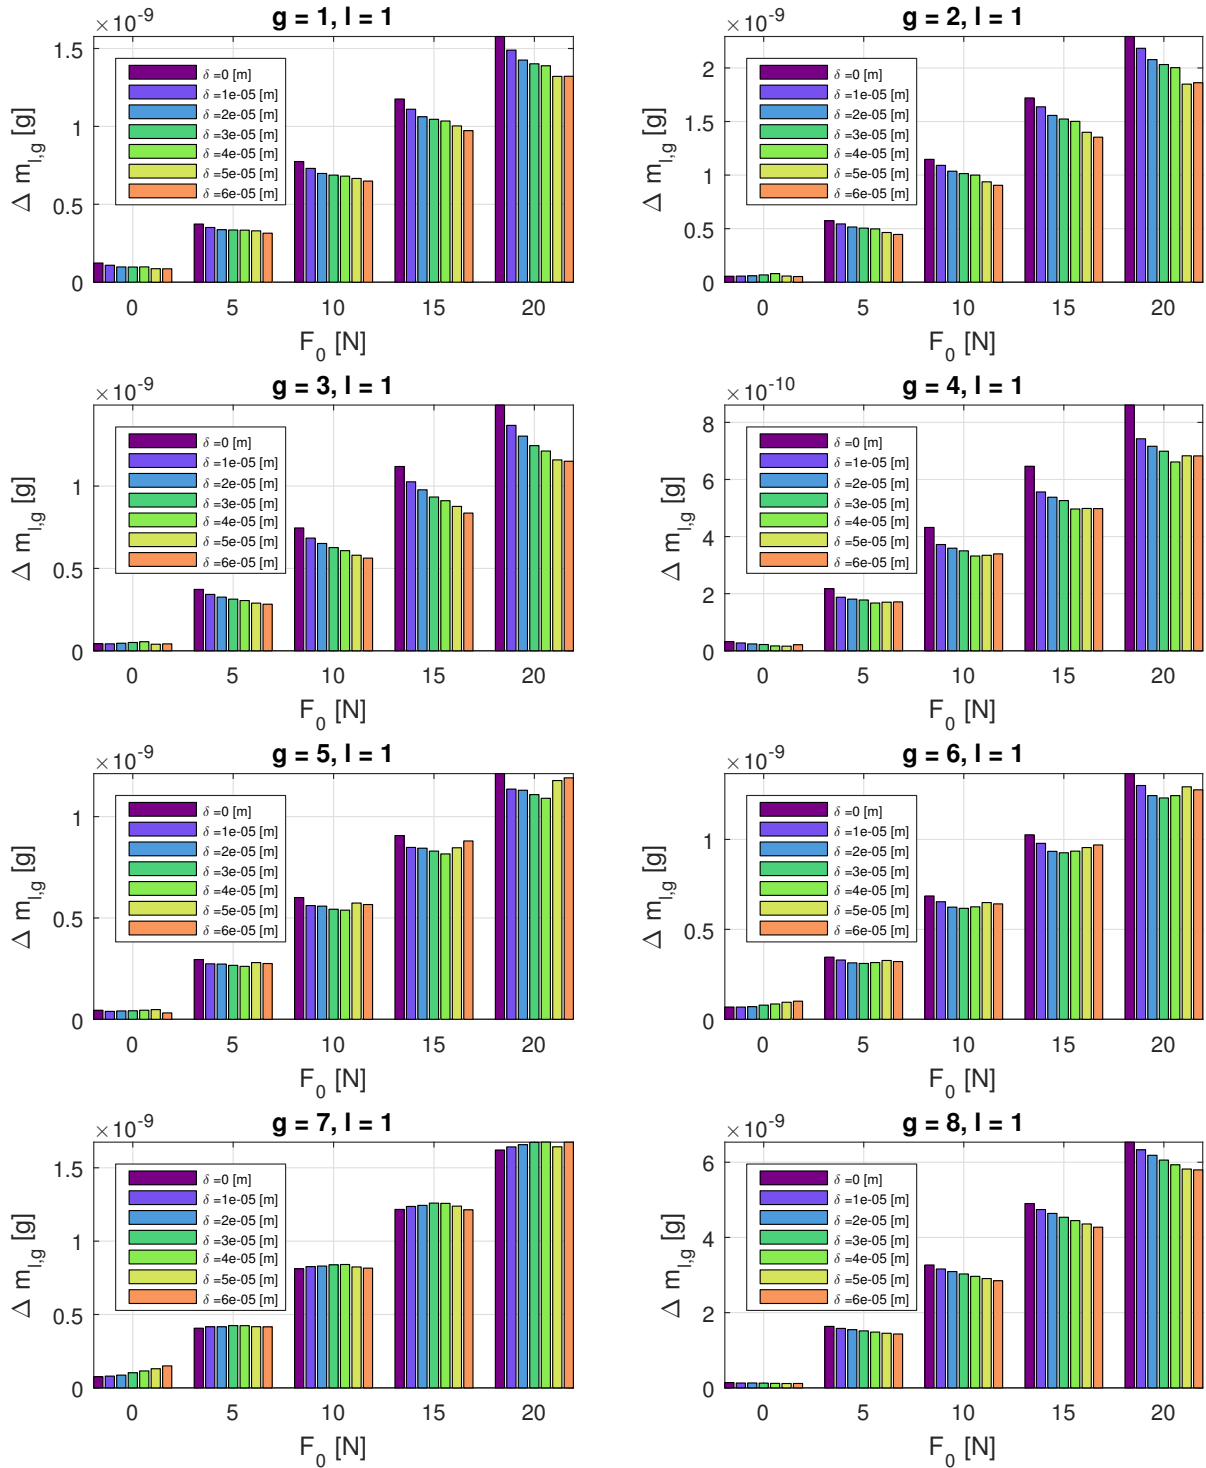 ×10⁻⁹
g = 1, l = 1
1.5
1
0.5
0
Δ m_{l,g} [g]
δ =0 [m]
δ =1e-05 [m]
δ =2e-05 [m]
δ =3e-05 [m]
δ =4e-05 [m]
δ =5e-05 [m]
δ =6e-05 [m]
0 5 10 15 20
F_0 [N]
×10⁻⁹
g = 2, l = 1
2
1.5
1
0.5
0
Δ m_{l,g} [g]
δ =0 [m]
δ =1e-05 [m]
δ =2e-05 [m]
δ =3e-05 [m]
δ =4e-05 [m]
δ =5e-05 [m]
δ =6e-05 [m]
0 5 10 15 20
F_0 [N]
×10⁻⁹
g = 3, l = 1
1
0.5
0
Δ m_{l,g} [g]
δ =0 [m]
δ =1e-05 [m]
δ =2e-05 [m]
δ =3e-05 [m]
δ =4e-05 [m]
δ =5e-05 [m]
δ =6e-05 [m]
0 5 10 15 20
F_0 [N]
×10⁻¹⁰
g = 4, l = 1
8
6
4
2
0
Δ m_{l,g} [g]
δ =0 [m]
δ =1e-05 [m]
δ =2e-05 [m]
δ =3e-05 [m]
δ =4e-05 [m]
δ =5e-05 [m]
δ =6e-05 [m]
0 5 10 15 20
F_0 [N]
×10⁻⁹
g = 5, l = 1
1
0.5
0
Δ m_{l,g} [g]
δ =0 [m]
δ =1e-05 [m]
δ =2e-05 [m]
δ =3e-05 [m]
δ =4e-05 [m]
δ =5e-05 [m]
δ =6e-05 [m]
0 5 10 15 20
F_0 [N]
×10⁻⁹
g = 6, l = 1
1
0.5
0
Δ m_{l,g} [g]
δ =0 [m]
δ =1e-05 [m]
δ =2e-05 [m]
δ =3e-05 [m]
δ =4e-05 [m]
δ =5e-05 [m]
δ =6e-05 [m]
0 5 10 15 20
F_0 [N]
×10⁻⁹
g = 7, l = 1
1.5
1
0.5
0
Δ m_{l,g} [g]
δ =0 [m]
δ =1e-05 [m]
δ =2e-05 [m]
δ =3e-05 [m]
δ =4e-05 [m]
δ =5e-05 [m]
δ =6e-05 [m]
0 5 10 15 20
F_0 [N]
×10⁻⁹
g = 8, l = 1
6
4
2
0
Δ m_{l,g} [g]
δ =0 [m]
δ =1e-05 [m]
δ =2e-05 [m]
δ =3e-05 [m]
δ =4e-05 [m]
δ =5e-05 [m]
δ =6e-05 [m]
0 5 10 15 20
F_0 [N]